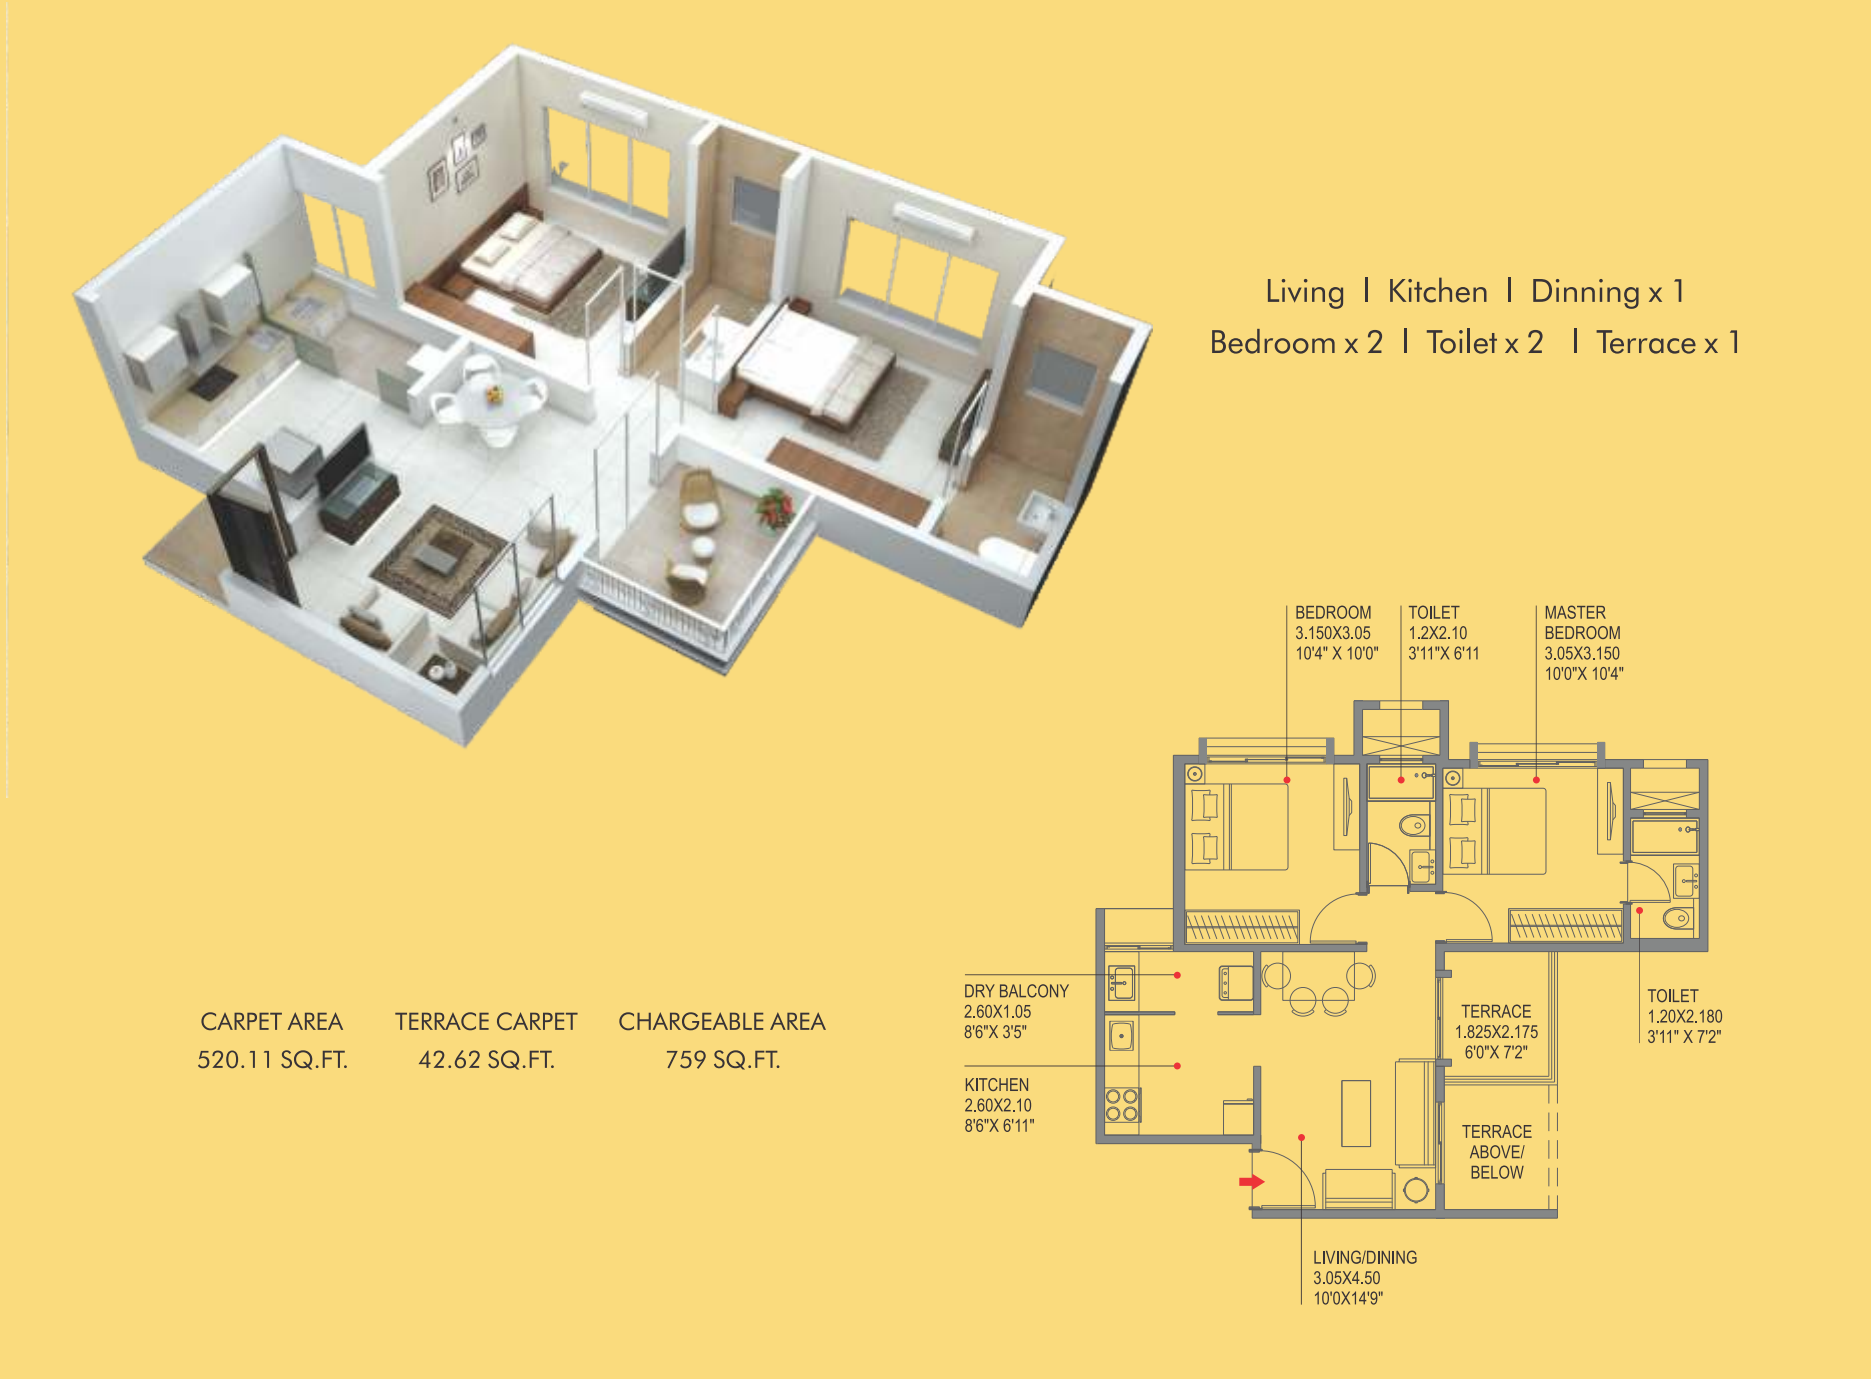 Living I Kitchen I Dinning x 1
Bedroom x 2 I Toilet x 2 I Terrace x 1
BEDROOM
3.150X3.05
10'4" X 10'0"
TOILET
1.2X2.10
3'11"X 6'11
MASTER
BEDROOM
3.05X3.150
10'0"X 10'4"
DRY BALCONY
2.60X1.05
8'6"X 3'5"
KITCHEN
2.60X2.10
8'6"X 6'11"
TERRACE
1.825X2.175
6'0"X 7'2"
TOILET
1.20X2.180
3'11" X 7'2"
TERRACE
ABOVE/
BELOW
LIVING/DINING
3.05X4.50
10'0X14'9"
CARPET AREA
520.11 SQ.FT.
TERRACE CARPET
42.62 SQ.FT.
CHARGEABLE AREA
759 SQ.FT.